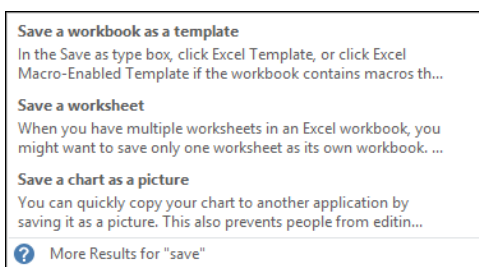 Save a workbook as a template
In the Save as type box, click Excel Template, or click Excel
Macro-Enabled Template if the workbook contains macros th...
Save a worksheet
When you have multiple worksheets in an Excel workbook, you
might want to save only one worksheet as its own workbook. ...
Save a chart as a picture
You can quickly copy your chart to another application by
saving it as a picture. This also prevents people from editin...
? More Results for "save"